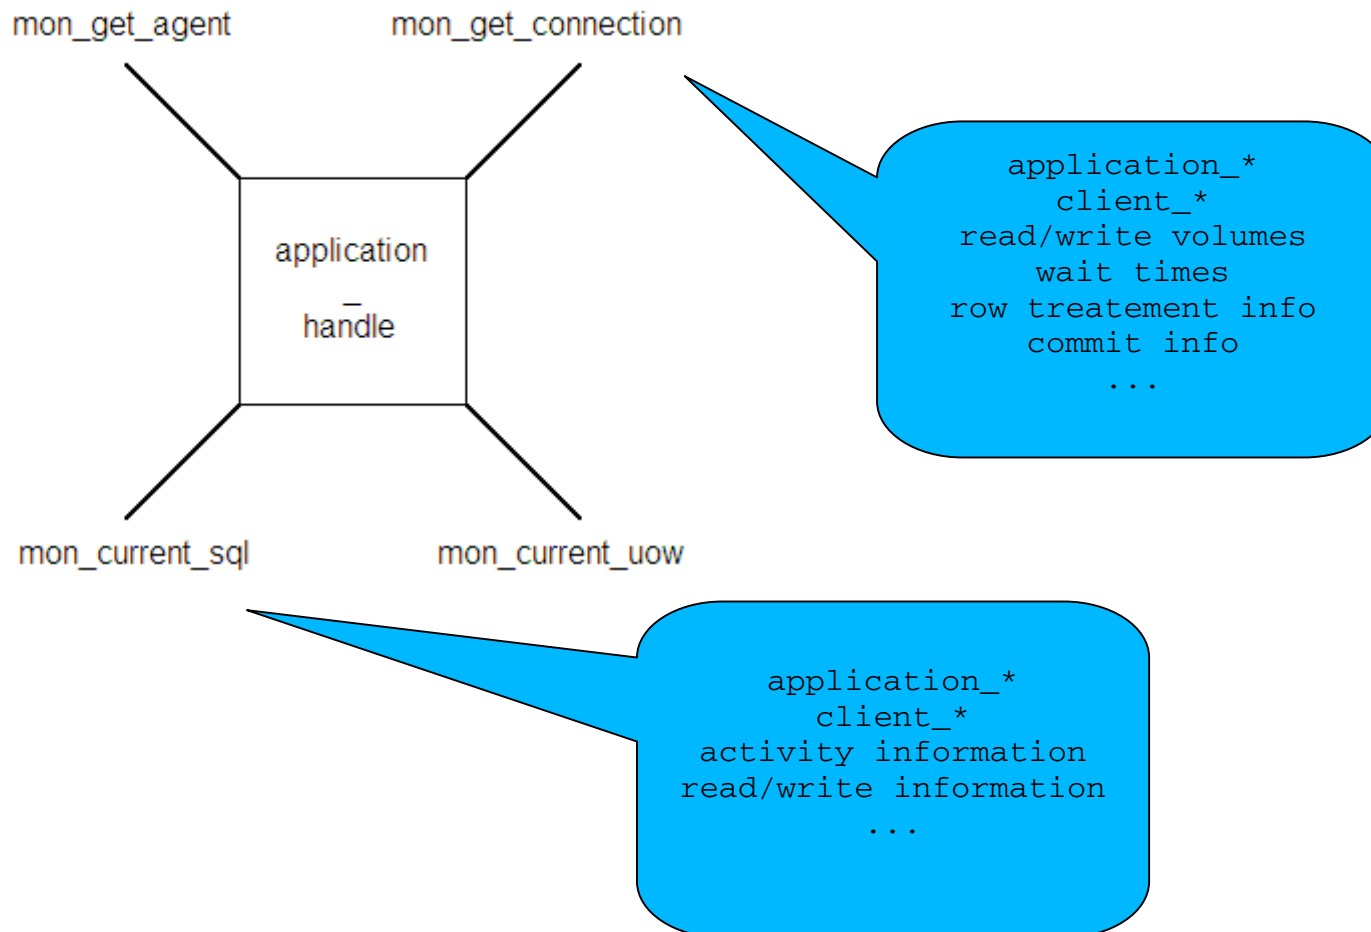 mon_get_agent
mon_get_connection
application_*
client_*
read/write volumes
wait times
row treatement info
commit info
...
application
_
handle
mon_current_sql
mon_current_uow
application_*
client_*
activity information
read/write information
...